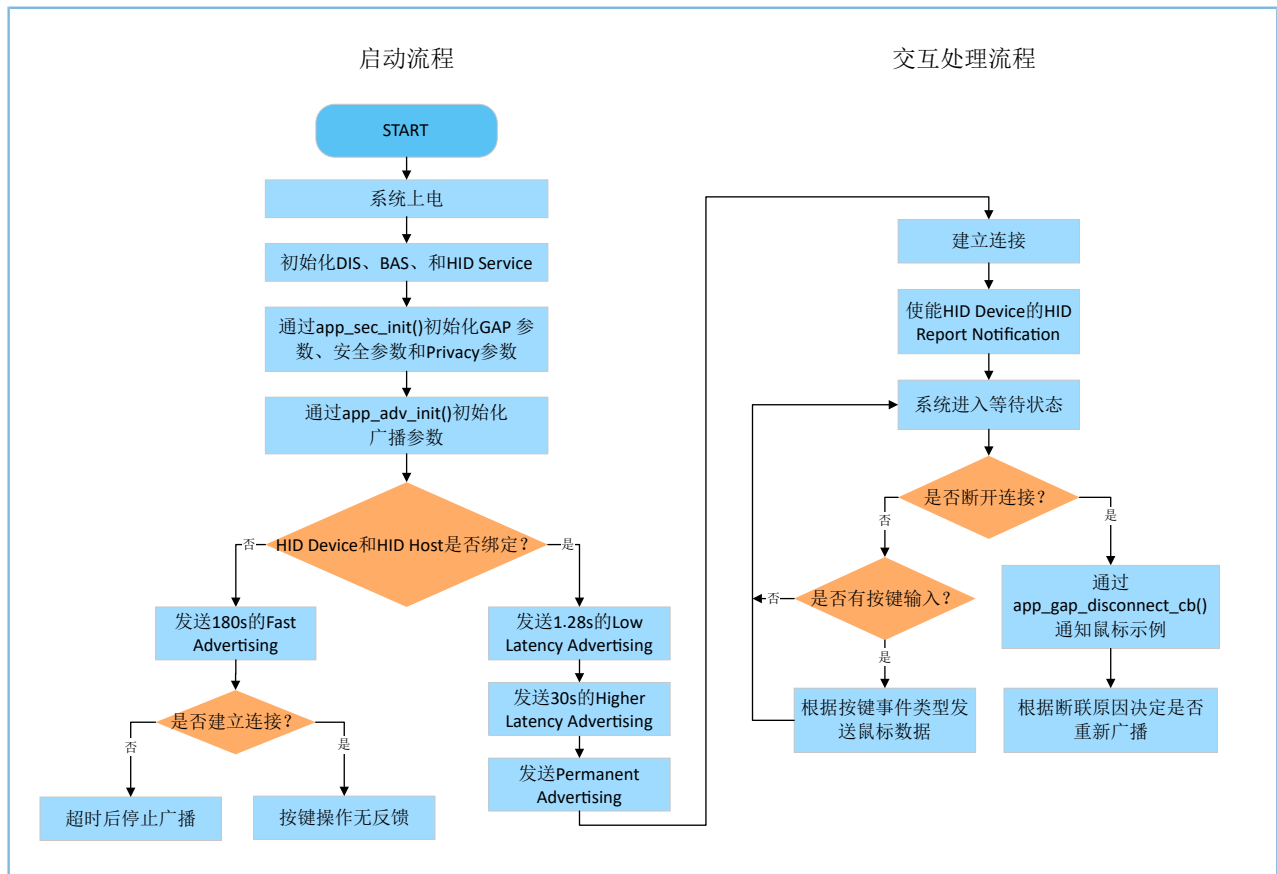 启动流程
START
系统上电
初始化DIS、BAS、和HID Service
通过app_sec_init()初始化GAP 参
数、安全参数和Privacy参数
通过app_adv_init()初始化
广播参数
HID Device和HID Host是否绑定？
否
是
发送180s的Fast
Advertising
是否建立连接？
否
是
超时后停止广播
按键操作无反馈
发送1.28s的Low
Latency Advertising
发送30s的Higher
Latency Advertising
发送Permanent
Advertising
交互处理流程
建立连接
使能HID Device的HID
Report Notification
系统进入等待状态
是否断开连接？
否
是
是否有按键输入？
否
是
根据按键事件类型发
送鼠标数据
通过
app_gap_disconnect_cb()
通知鼠标示例
根据断联原因决定是否
重新广播